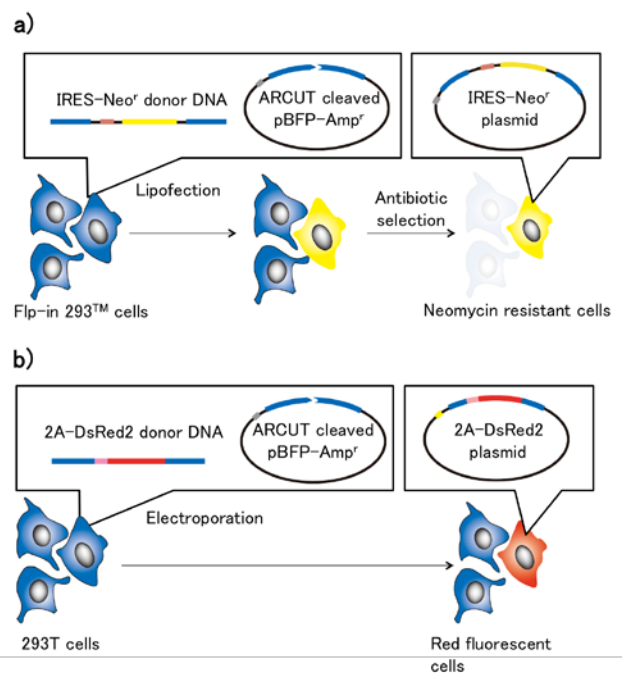 a)
IRES-Neoʳ donor DNA
ARCUT cleaved
pBFP-Ampʳ
IRES-Neoʳ
plasmid
Lipofection
Antibiotic
selection
Flp-in 293™ cells
Neomycin resistant cells
b)
2A-DsRed2 donor DNA
ARCUT cleaved
pBFP-Ampʳ
2A-DsRed2
plasmid
Electroporation
293T cells
Red fluorescent
cells